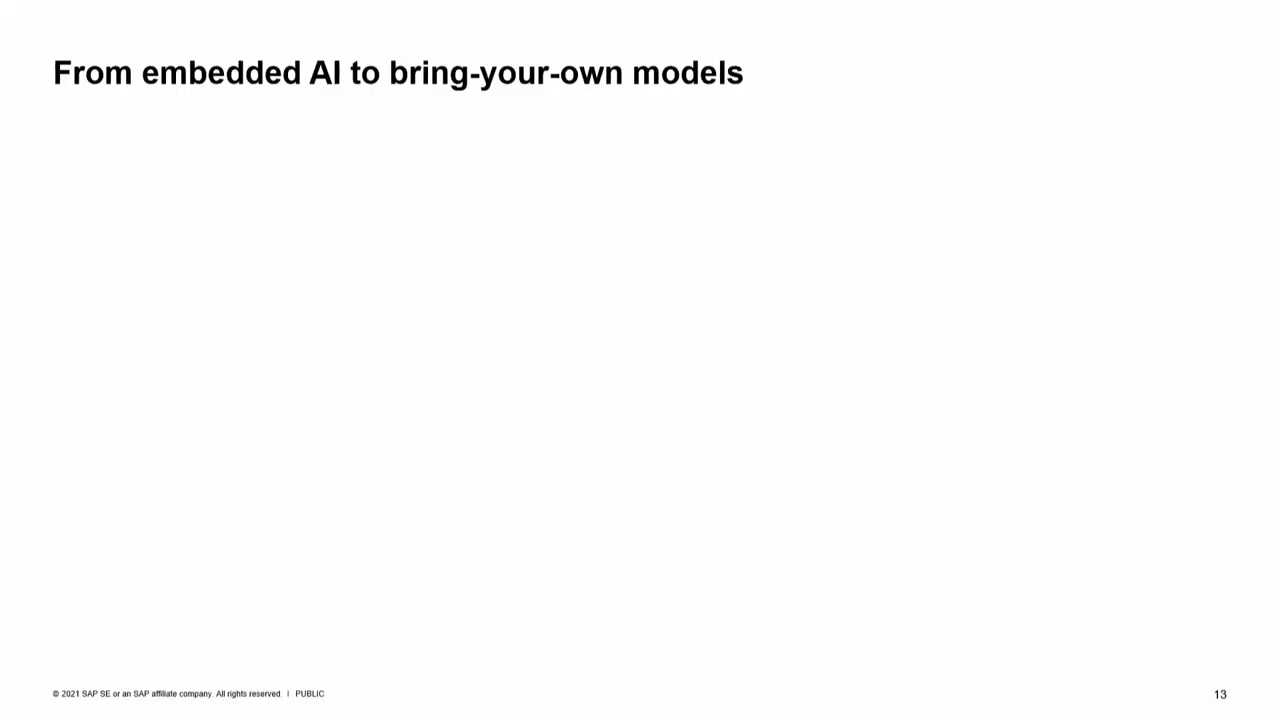 From embedded AI to bring-your-own models
© 2021 SAP SE or an SAP affiliate company. All rights reserved. | PUBLIC
13